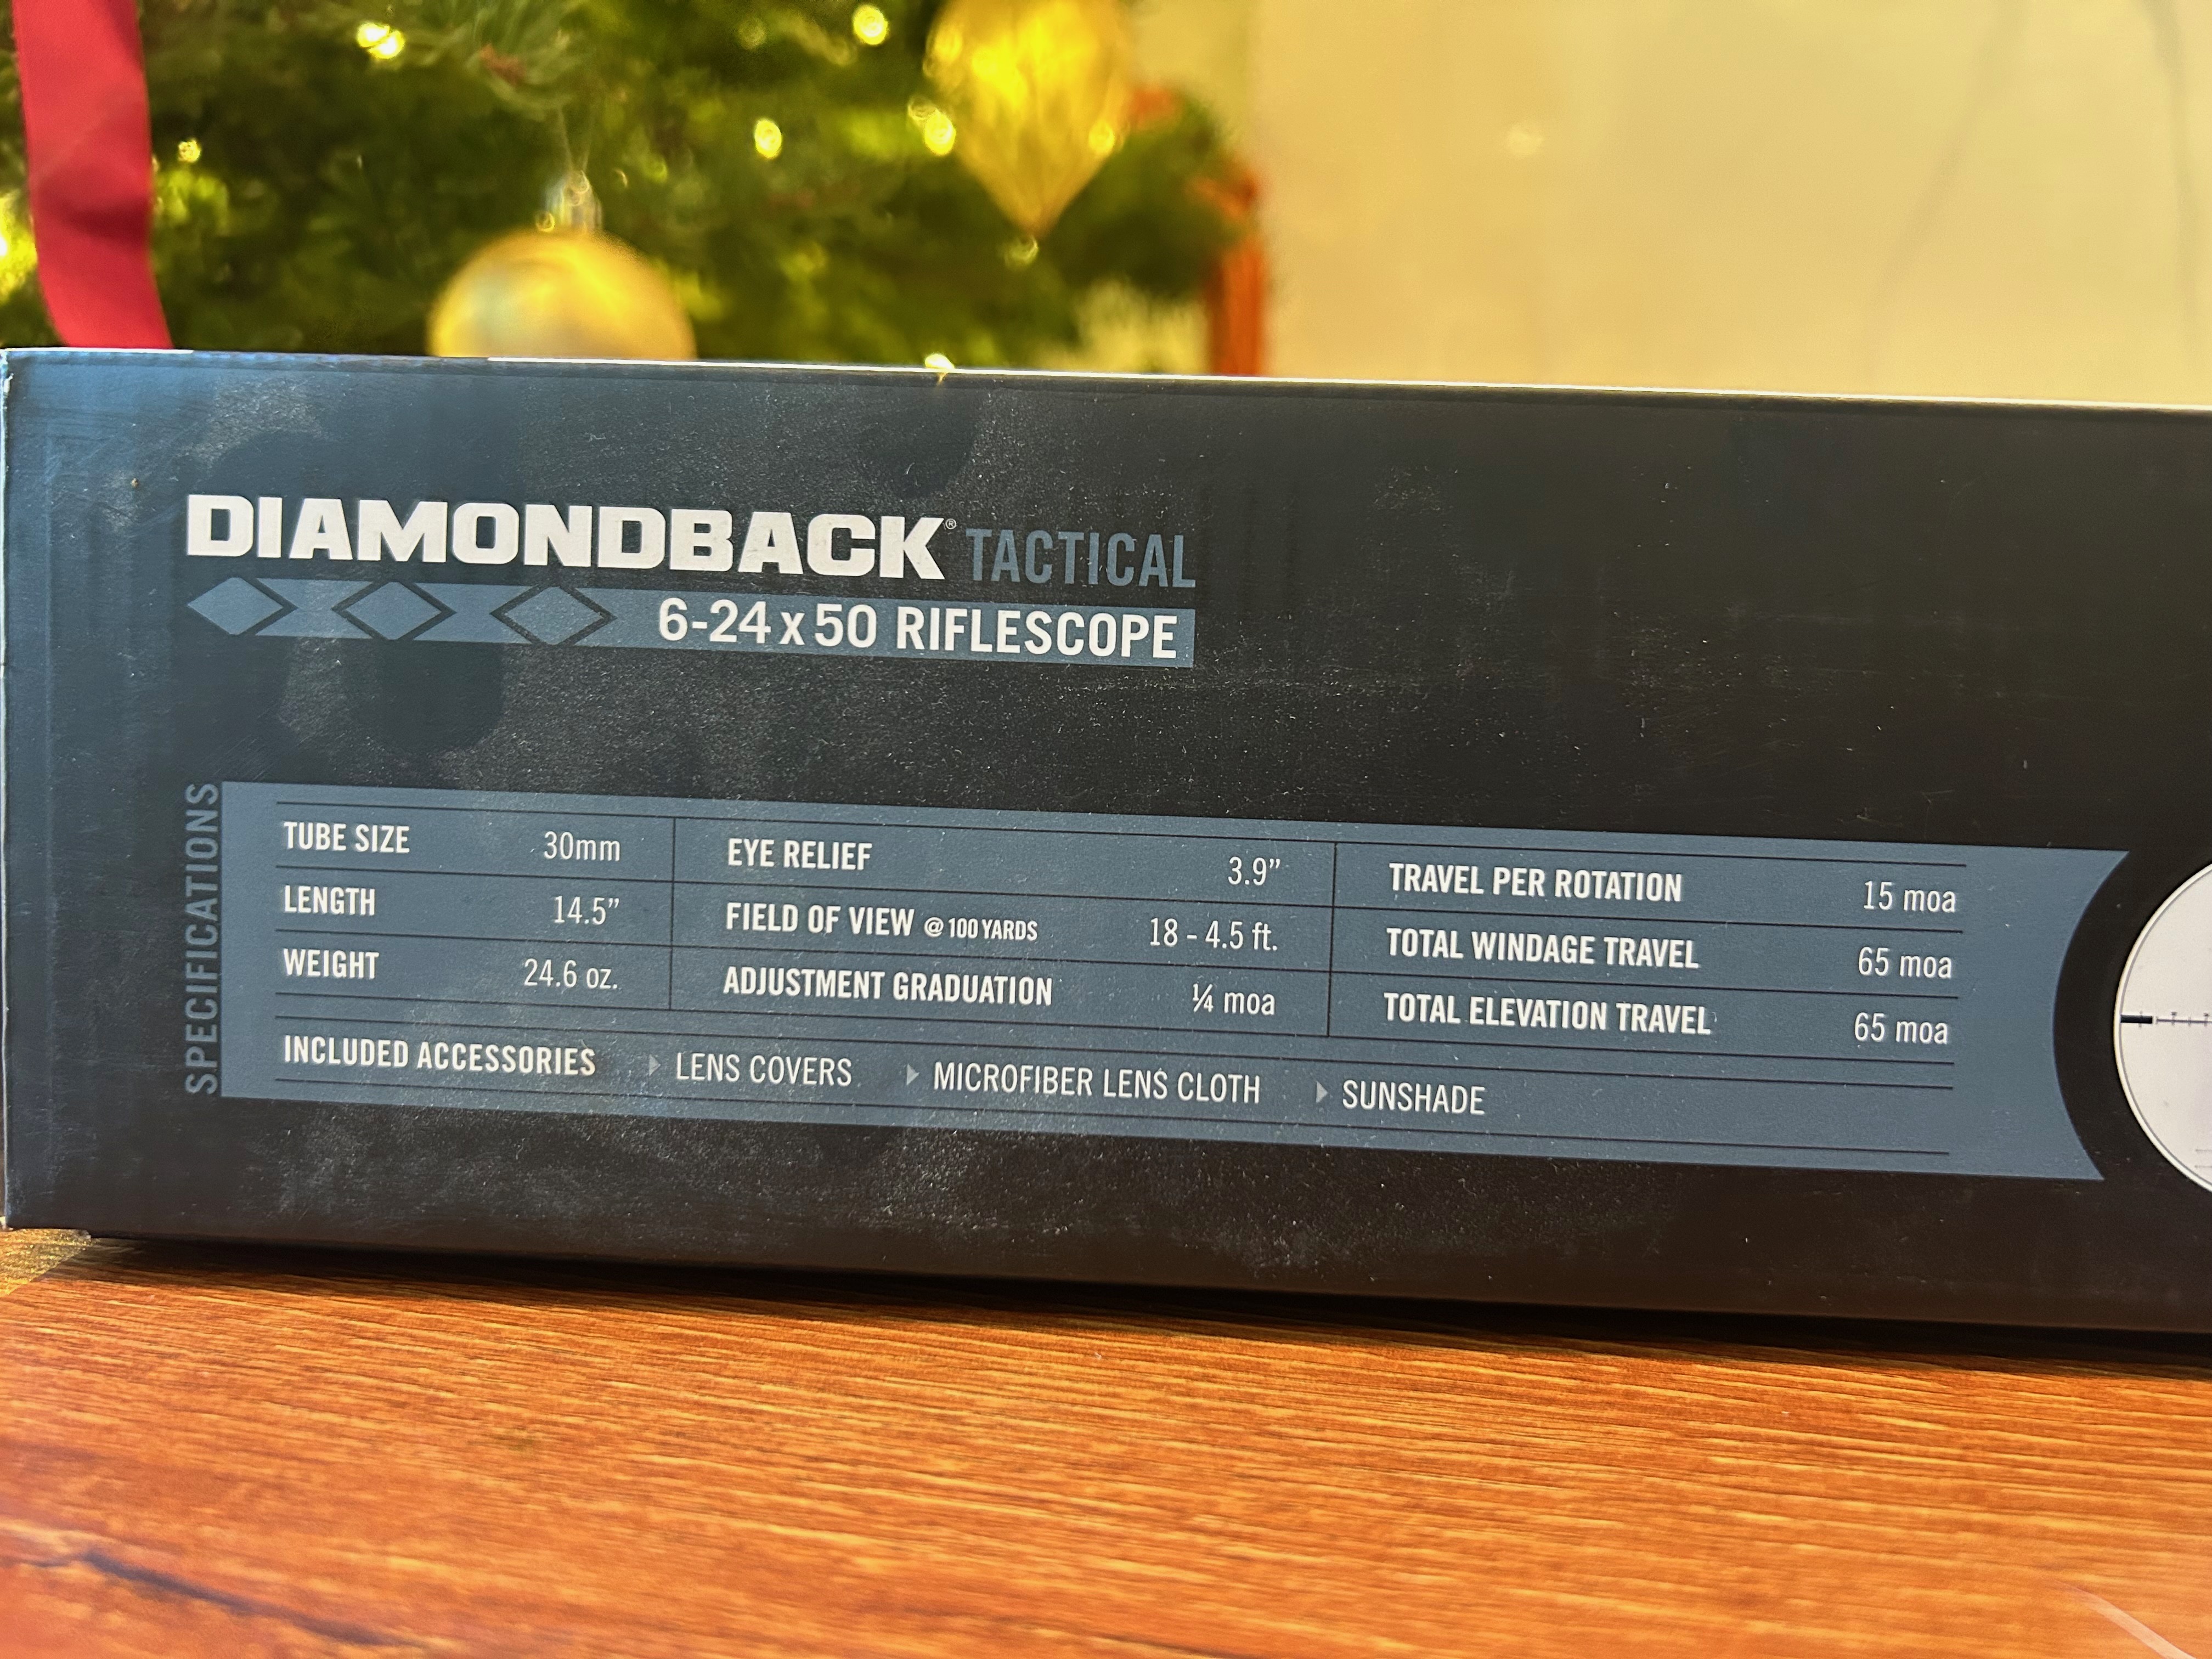 DIAMONDBACK® TACTICAL
6-24 x 50 RIFLESCOPE
SPECIFICATIONS
TUBE SIZE 30mm
LENGTH 14.5”
WEIGHT 24.6 oz.
EYE RELIEF 3.9”
FIELD OF VIEW @ 100 YARDS 18 - 4.5 ft.
ADJUSTMENT GRADUATION ¼ moa
TRAVEL PER ROTATION 15 moa
TOTAL WINDAGE TRAVEL 65 moa
TOTAL ELEVATION TRAVEL 65 moa
INCLUDED ACCESSORIES LENS COVERS MICROFIBER LENS CLOTH SUNSHADE